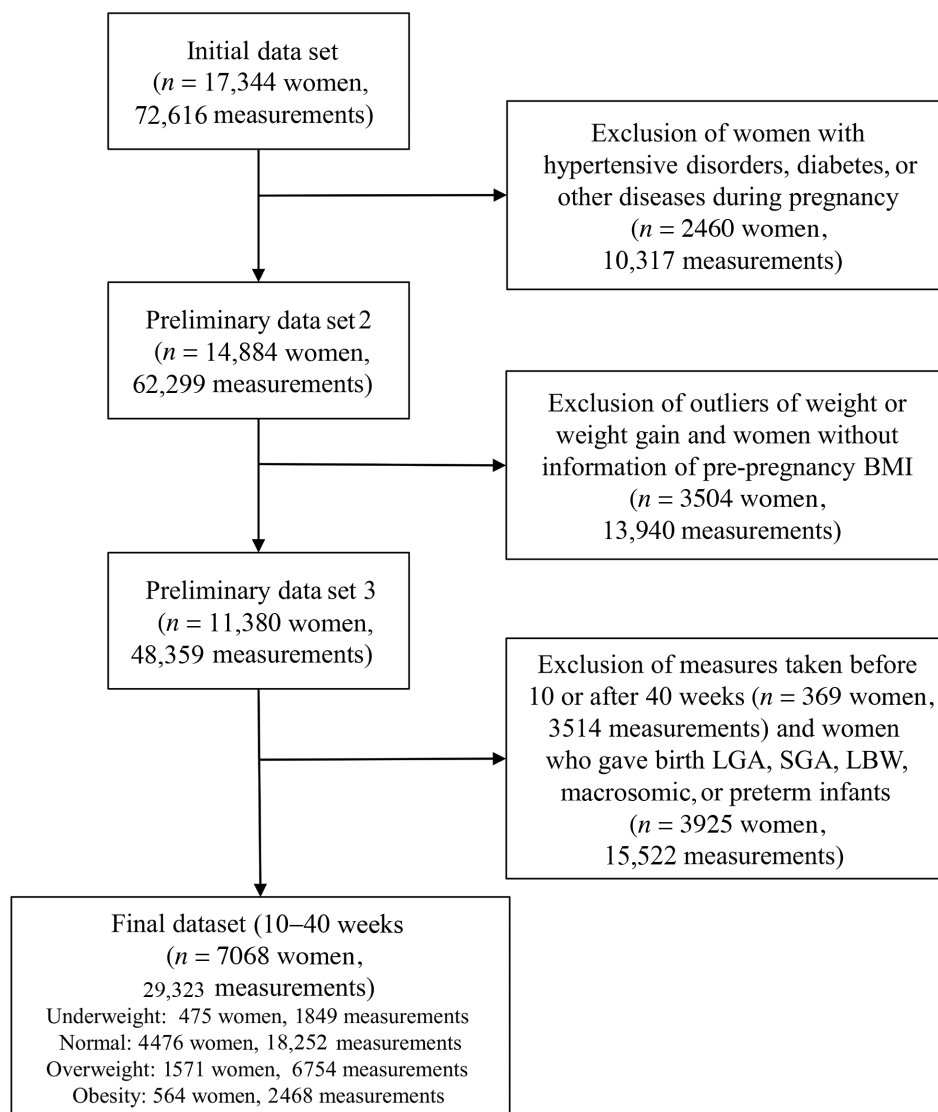 Initial data set
(n = 17,344 women,
72,616 measurements)
Exclusion of women with
hypertensive disorders, diabetes, or
other diseases during pregnancy
(n = 2460 women,
10,317 measurements)
Preliminary data set 2
(n = 14,884 women,
62,299 measurements)
Exclusion of outliers of weight or
weight gain and women without
information of pre-pregnancy BMI
(n = 3504 women,
13,940 measurements)
Preliminary data set 3
(n = 11,380 women,
48,359 measurements)
Exclusion of measures taken before
10 or after 40 weeks (n = 369 women,
3514 measurements) and women
who gave birth LGA, SGA, LBW,
macrosomic, or preterm infants
(n = 3925 women,
15,522 measurements)
Final dataset (10–40 weeks
(n = 7068 women,
29,323 measurements)
Underweight: 475 women, 1849 measurements
Normal: 4476 women, 18,252 measurements
Overweight: 1571 women, 6754 measurements
Obesity: 564 women, 2468 measurements